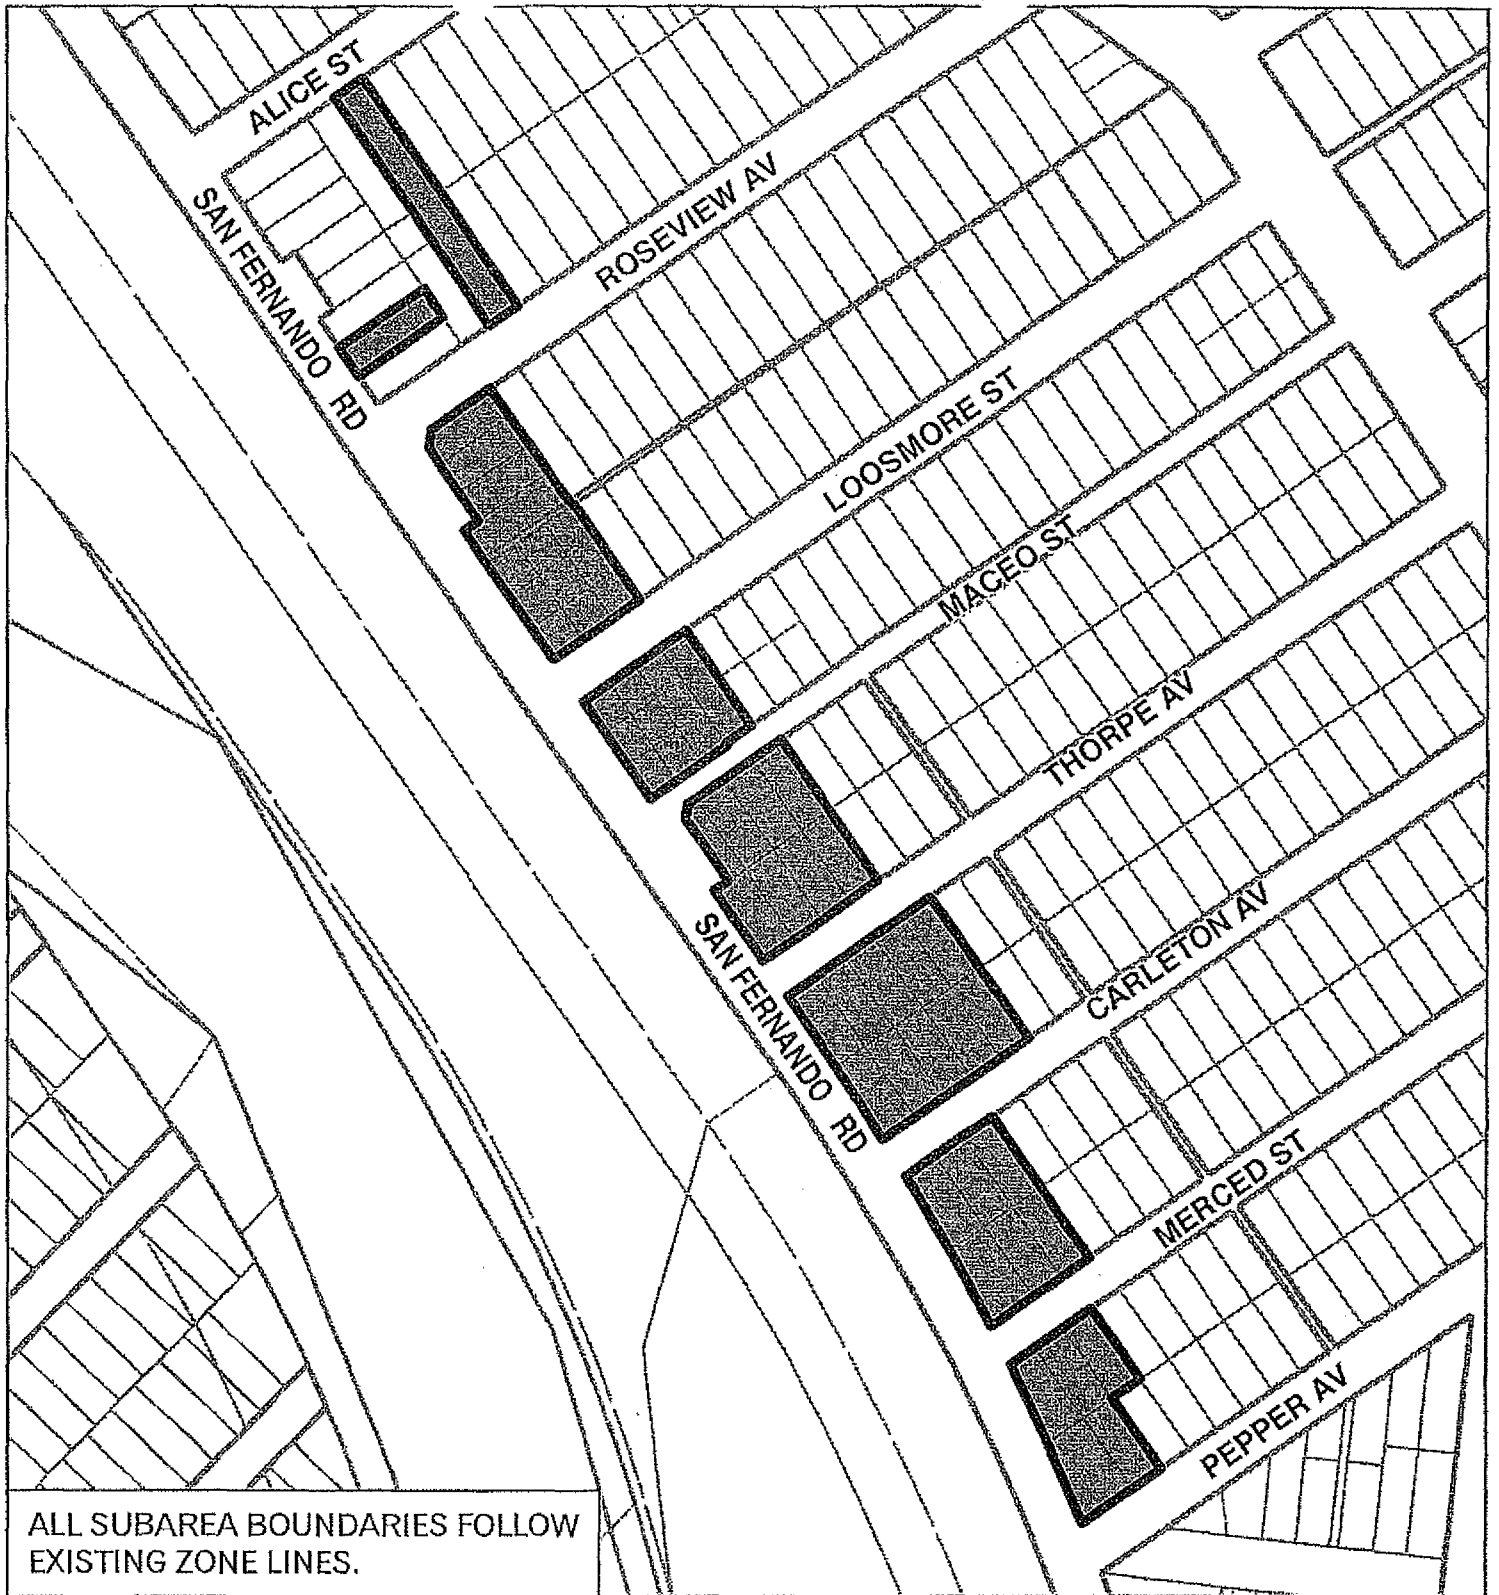 ALICE ST
SAN FERNANDO RD
ROSEVIEW AV
LOOSMORE ST
MACEO ST
THORPE AV
SAN FERNANDO RD
CARLETON AV
MERCED ST
PEPPER AV
ALL SUBAREA BOUNDARIES FOLLOW
EXISTING ZONE LINES.